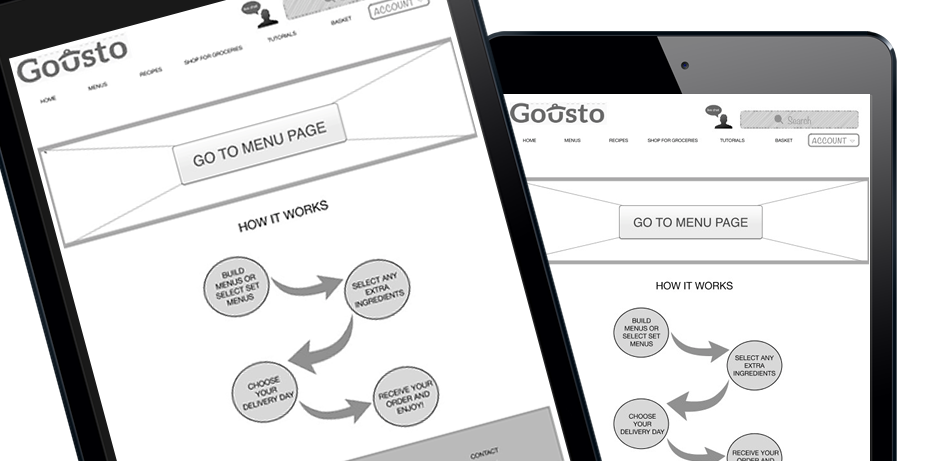 Gousto
ACCOUNT
HOME
MENUS
RECIPES
SHOP FOR GROCERIES
TUTORIALS
BASKET
GO TO MENU PAGE
HOW IT WORKS
BUILD
MENUS OR
SELECT SET
MENUS
SELECT ANY
EXTRA
INGREDIENTS
CHOOSE
YOUR
DELIVERY DAY
RECEIVE YOUR
ORDER AND
ENJOY!
CONTACT
Gousto
Search
HOME MENUS RECIPES SHOP FOR GROCERIES TUTORIALS BASKET ACCOUNT
GO TO MENU PAGE
HOW IT WORKS
BUILD
MENUS OR
SELECT SET
MENUS
SELECT ANY
EXTRA
INGREDIENTS
CHOOSE
YOUR
DELIVERY DAY
RECEIVE YOUR
ORDER AND